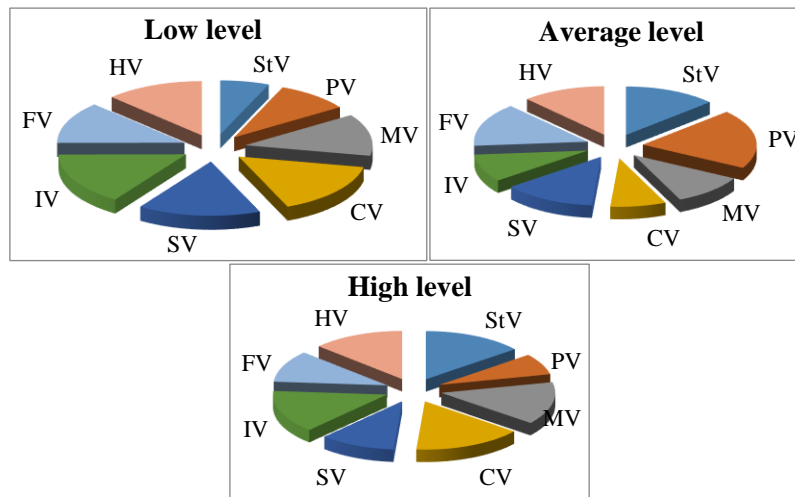 Low level
HV
StV
PV
FV
MV
IV
CV
SV
Average level
HV
StV
FV
PV
IV
MV
SV
CV
High level
HV
StV
FV
PV
MV
IV
SV
CV